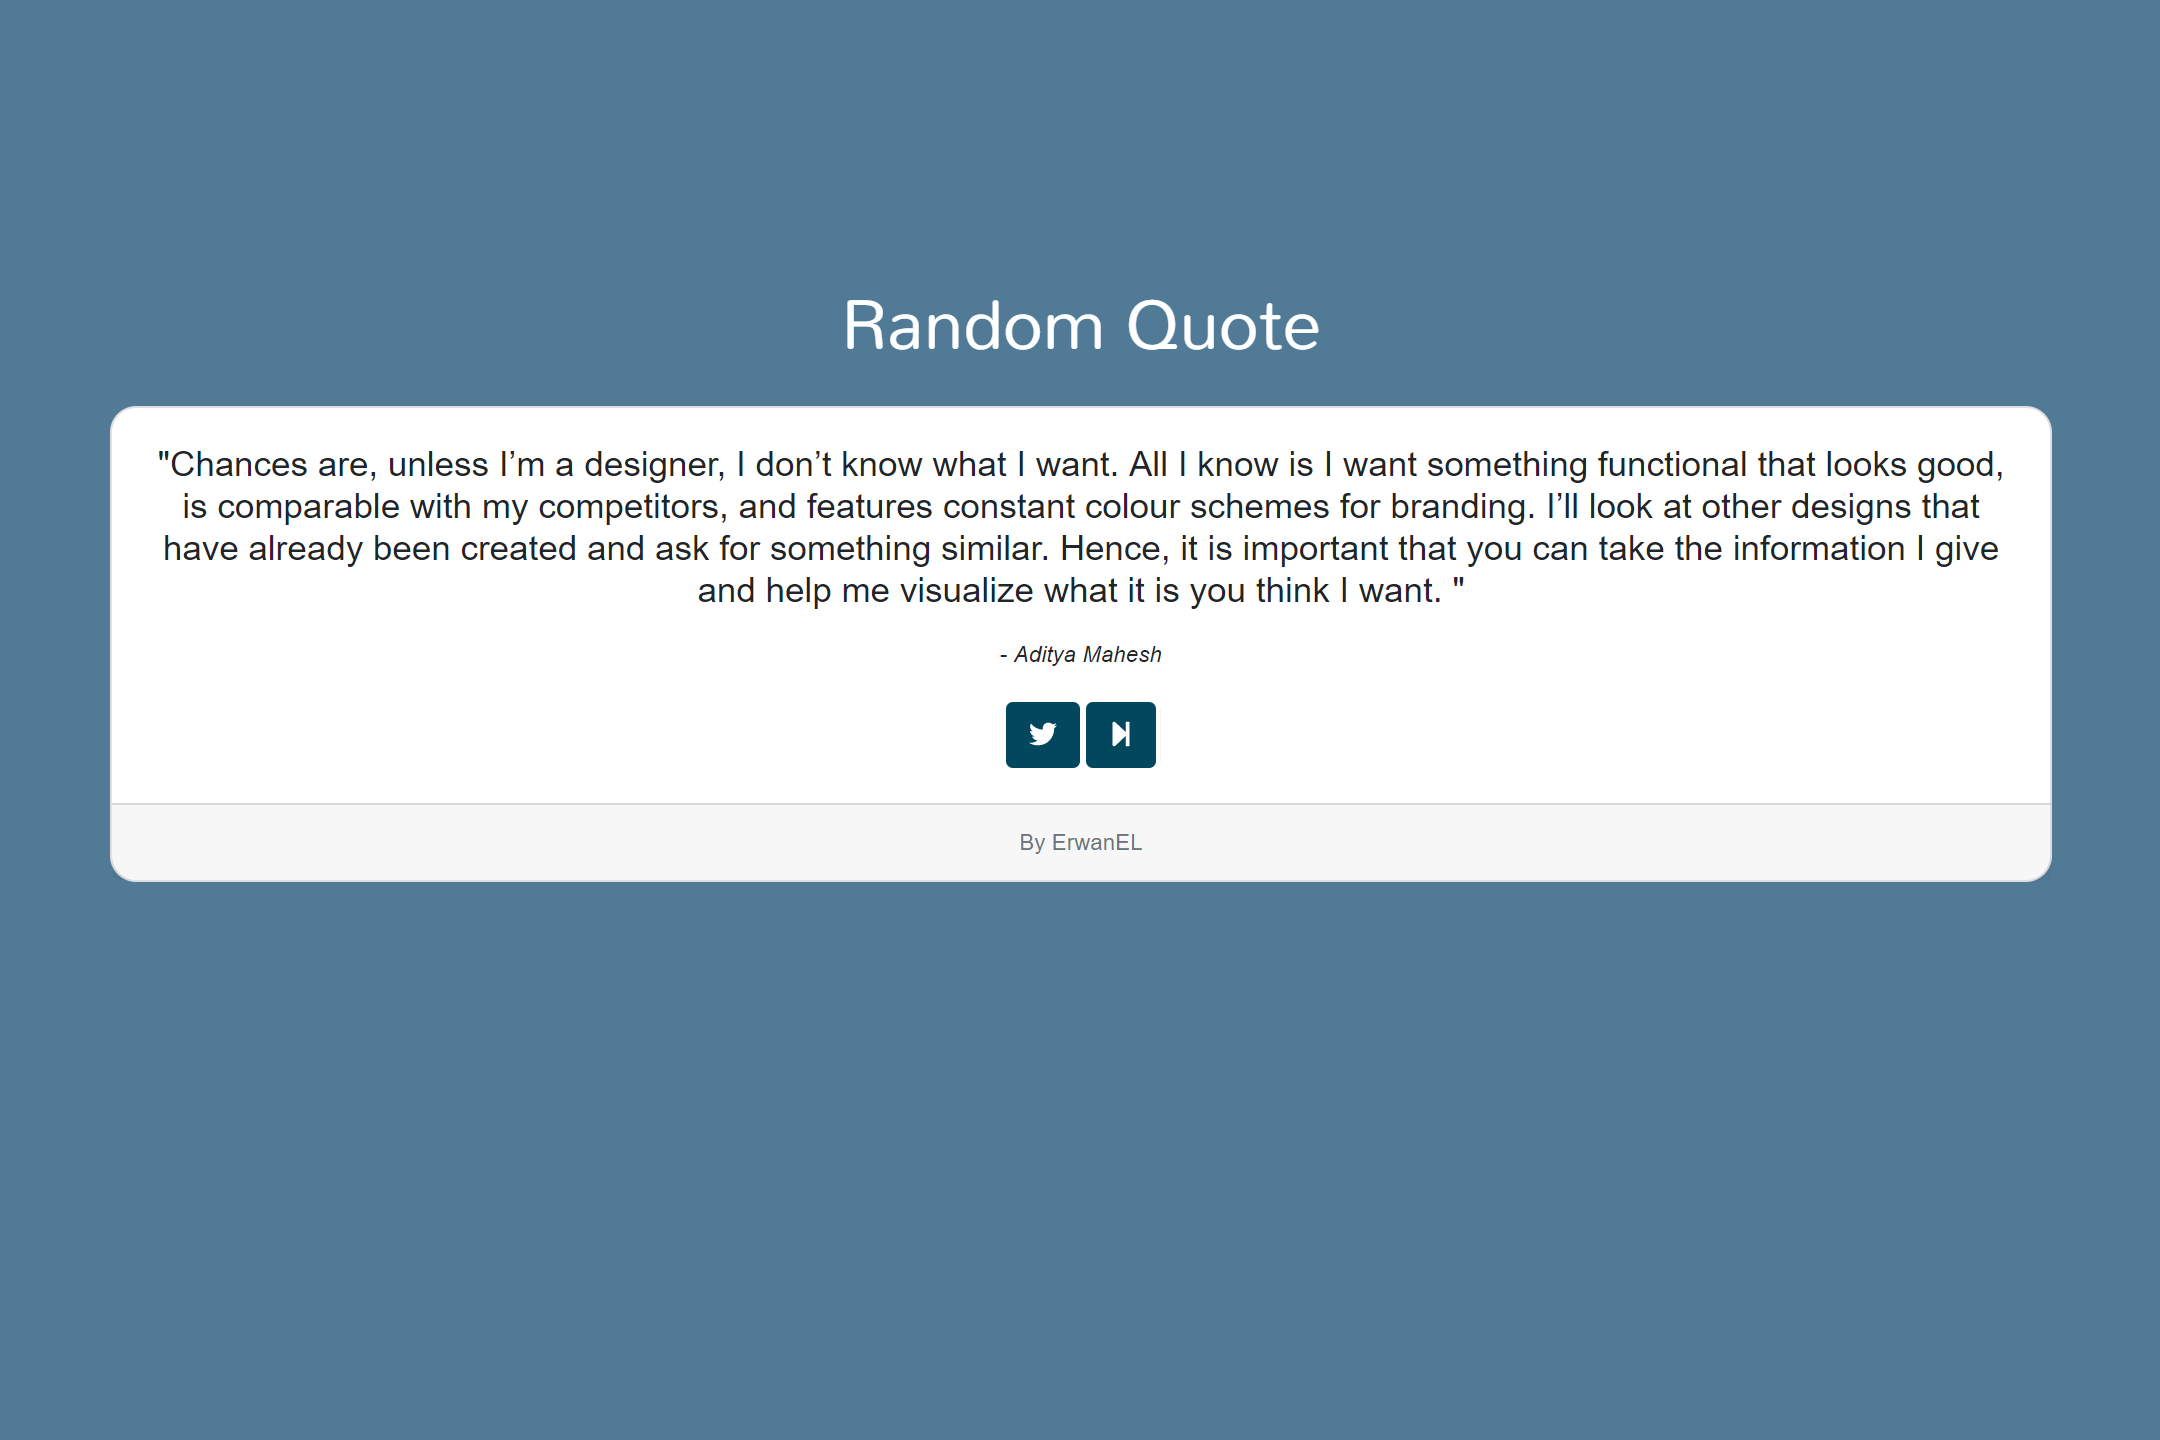 Random Quote
"Chances are, unless I’m a designer, I don’t know what I want. All I know is I want something functional that looks good,
is comparable with my competitors, and features constant colour schemes for branding. I’ll look at other designs that
have already been created and ask for something similar. Hence, it is important that you can take the information I give
and help me visualize what it is you think I want. "
- Aditya Mahesh
By ErwanEL